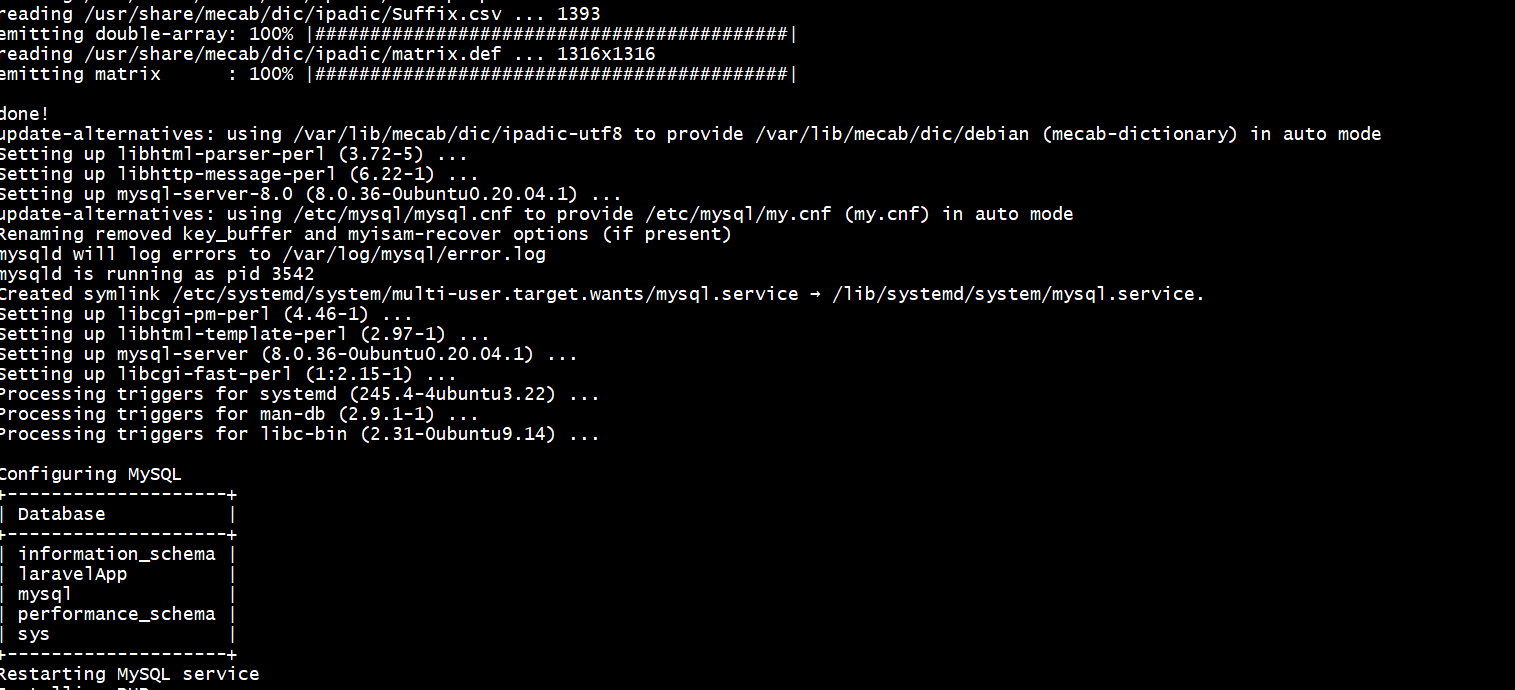 reading /usr/share/mecab/dic/ipadic/Suffix.csv ... 1393
emitting double-array: 100% |###########################################|
reading /usr/share/mecab/dic/ipadic/matrix.def ... 1316x1316
emitting matrix      : 100% |###########################################|
done!
update-alternatives: using /var/lib/mecab/dic/ipadic-utf8 to provide /var/lib/mecab/dic/debian (mecab-dictionary) in auto mode
Setting up libhtml-parser-perl (3.72-5) ...
Setting up libhttp-message-perl (6.22-1) ...
Setting up mysql-server-8.0 (8.0.36-0ubuntu0.20.04.1) ...
update-alternatives: using /etc/mysql/mysql.cnf to provide /etc/mysql/my.cnf (my.cnf) in auto mode
Renaming removed key_buffer and myisam-recover options (if present)
mysqld will log errors to /var/log/mysql/error.log
mysqld is running as pid 3542
Created symlink /etc/systemd/system/multi-user.target.wants/mysql.service → /lib/systemd/system/mysql.service.
Setting up libcgi-pm-perl (4.46-1) ...
Setting up libhtml-template-perl (2.97-1) ...
Setting up mysql-server (8.0.36-0ubuntu0.20.04.1) ...
Setting up libcgi-fast-perl (1:2.15-1) ...
Processing triggers for systemd (245.4-4ubuntu3.22) ...
Processing triggers for man-db (2.9.1-1) ...
Processing triggers for libc-bin (2.31-0ubuntu9.14) ...
Configuring MySQL
+--------------------+
| Database           |
+--------------------+
| information_schema |
| laravelApp         |
| mysql              |
| performance_schema |
| sys                |
+--------------------+
Restarting MySQL service